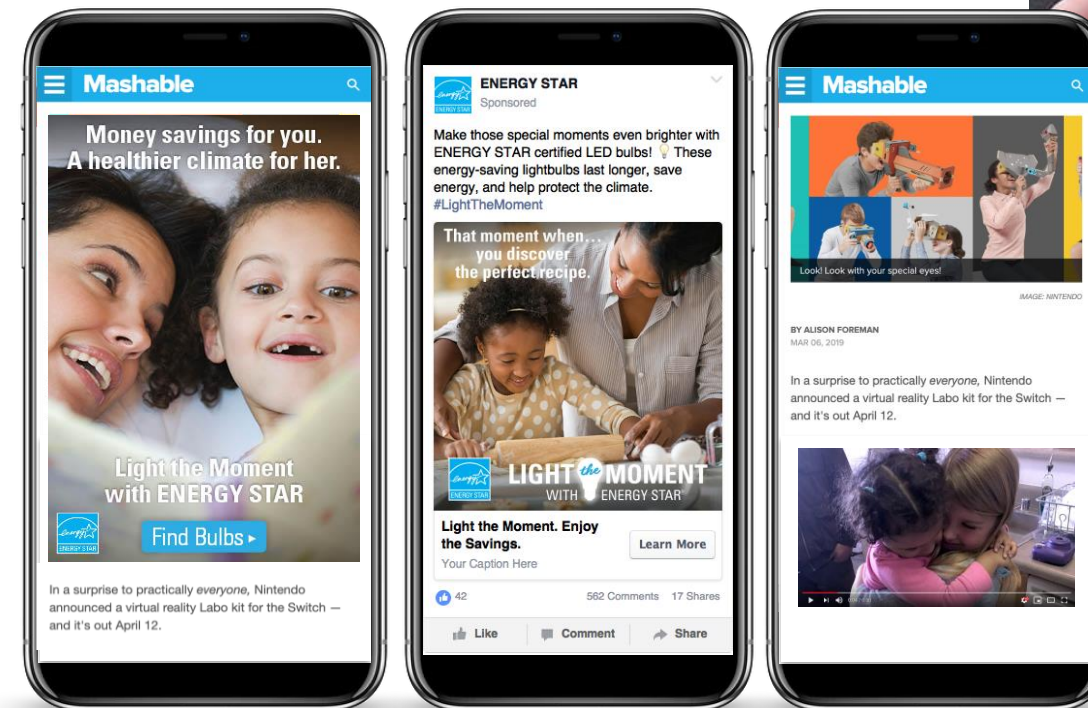 Mashable
Money savings for you.
A healthier climate for her.
Light the Moment
with ENERGY STAR
ENERGY STAR
Find Bulbs ▸
In a surprise to practically everyone, Nintendo
announced a virtual reality Labo kit for the Switch —
and it's out April 12.
ENERGY STAR
ENERGY STAR
Sponsored
Make those special moments even brighter with
ENERGY STAR certified LED bulbs! 💡 These
energy-saving lightbulbs last longer, save
energy, and help protect the climate.
#LightTheMoment
That moment when…
you discover
the perfect recipe.
ENERGY STAR
LIGHT the MOMENT
WITH ENERGY STAR
Light the Moment. Enjoy
the Savings.
Learn More
Your Caption Here
42
562 Comments 17 Shares
Like Comment Share
Mashable
Look! Look with your special eyes!
IMAGE: NINTENDO
BY ALISON FOREMAN
MAR 06, 2019
In a surprise to practically everyone, Nintendo
announced a virtual reality Labo kit for the Switch —
and it's out April 12.